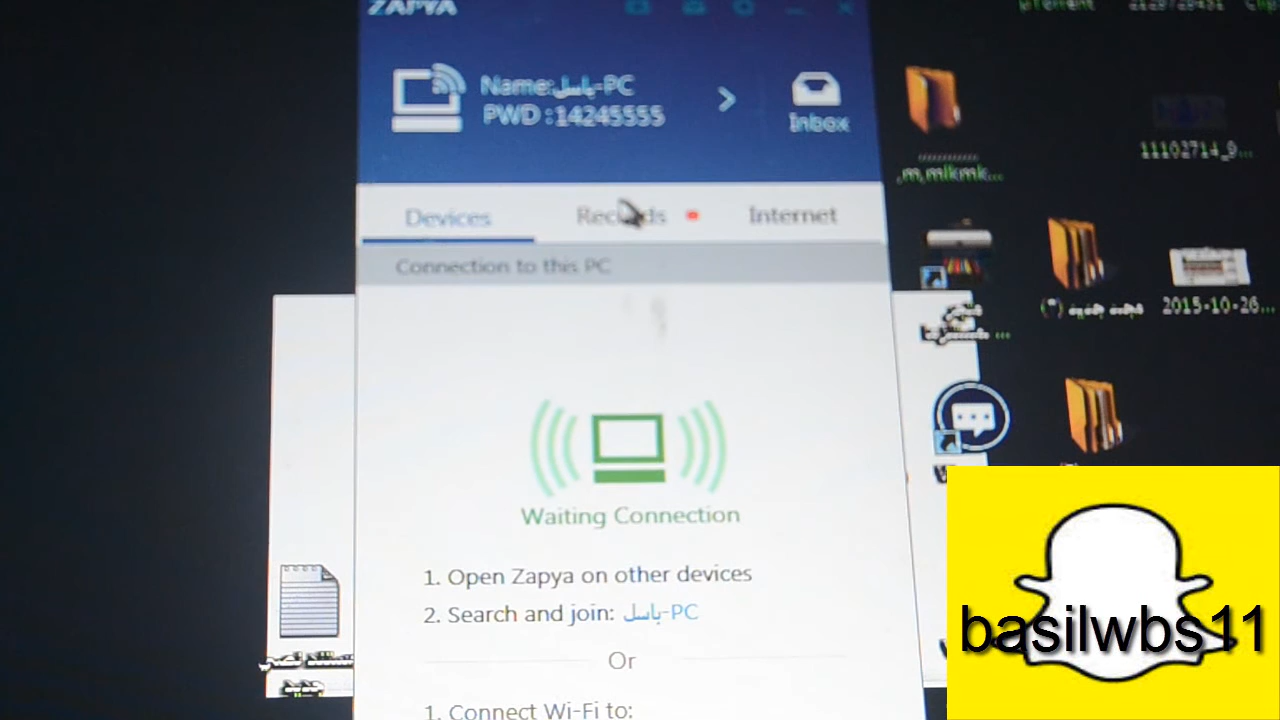 ZAPYA
Name:باسل-PC
PWD :14245555
Inbox
Devices
Records
Internet
Connection to this PC
Waiting Connection
1. Open Zapya on other devices
2. Search and join: باسل-PC
Or
1. Connect Wi-Fi to:
,m,mlkmk...
11102714_9...
2015-10-26...
basilwbs11